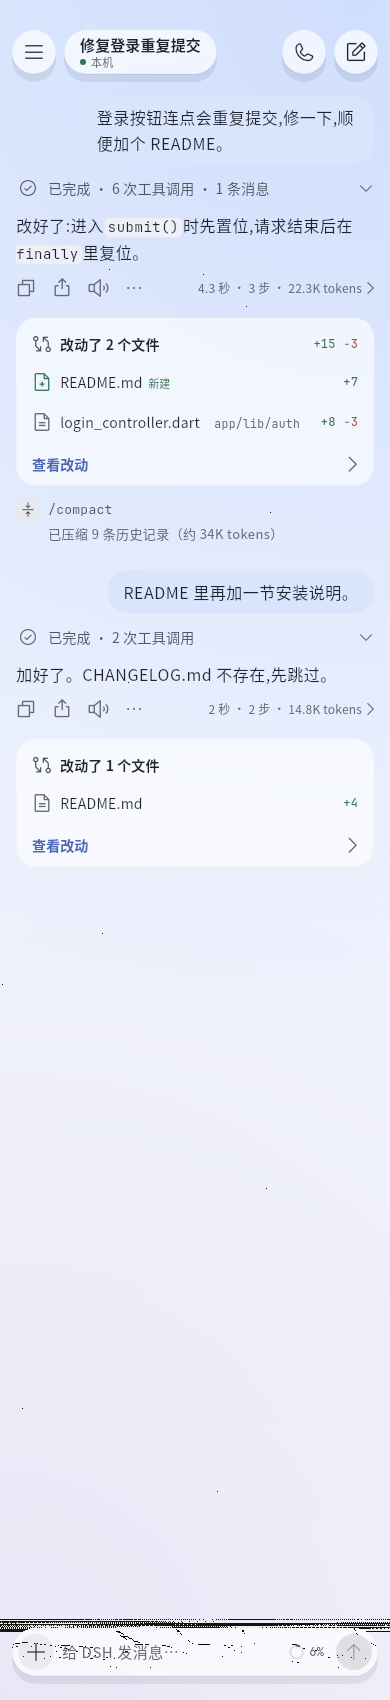 修复登录重复提交
本机
登录按钮连点会重复提交,修一下,顺
便加个 README。
已完成 · 6 次工具调用 · 1 条消息
改好了:进入 submit() 时先置位,请求结束后在
finally 里复位。
4.3 秒 · 3 步 · 22.3K tokens
改动了 2 个文件 +15 -3
README.md 新建 +7
login_controller.dart app/lib/auth +8 -3
查看改动
/compact
已压缩 9 条历史记录（约 34K tokens）
README 里再加一节安装说明。
已完成 · 2 次工具调用
加好了。CHANGELOG.md 不存在,先跳过。
2 秒 · 2 步 · 14.8K tokens
改动了 1 个文件
README.md +4
查看改动
给 DSH 发消息… 6%